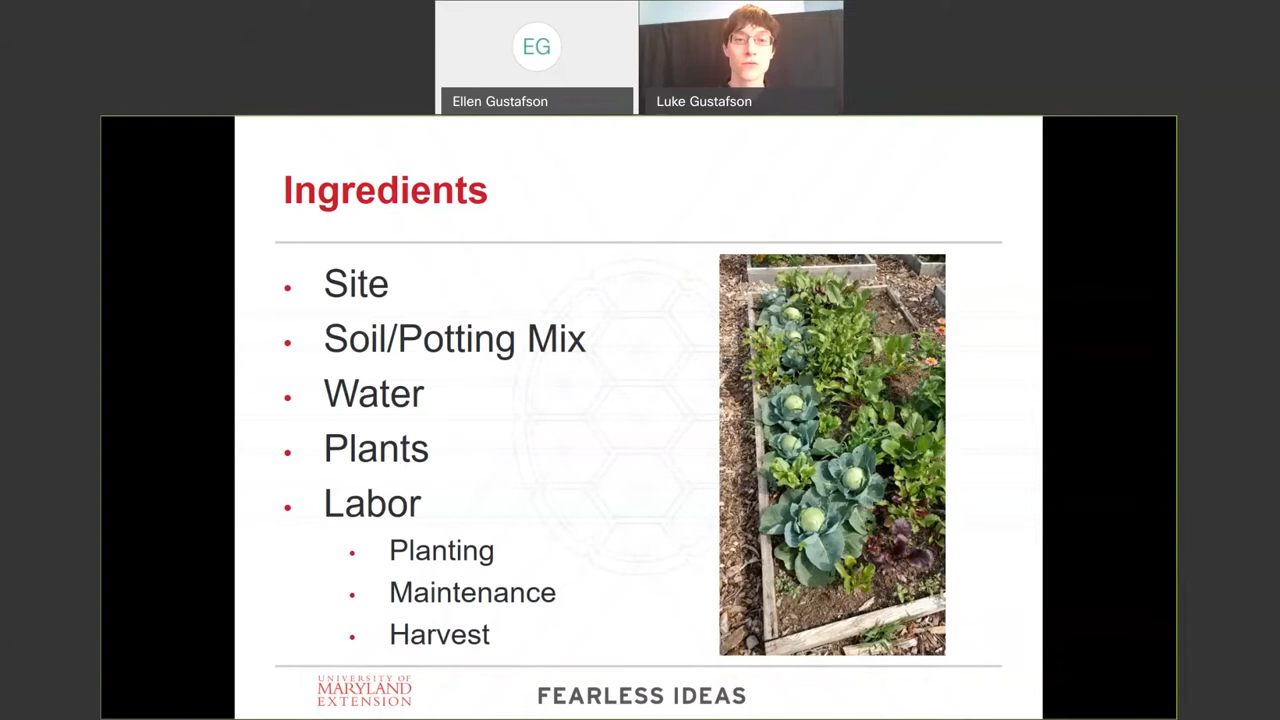 EG
Ellen Gustafson
Luke Gustafson
Ingredients
• Site
• Soil/Potting Mix
• Water
• Plants
• Labor
• Planting
• Maintenance
• Harvest
UNIVERSITY OF
MARYLAND
EXTENSION
FEARLESS IDEAS